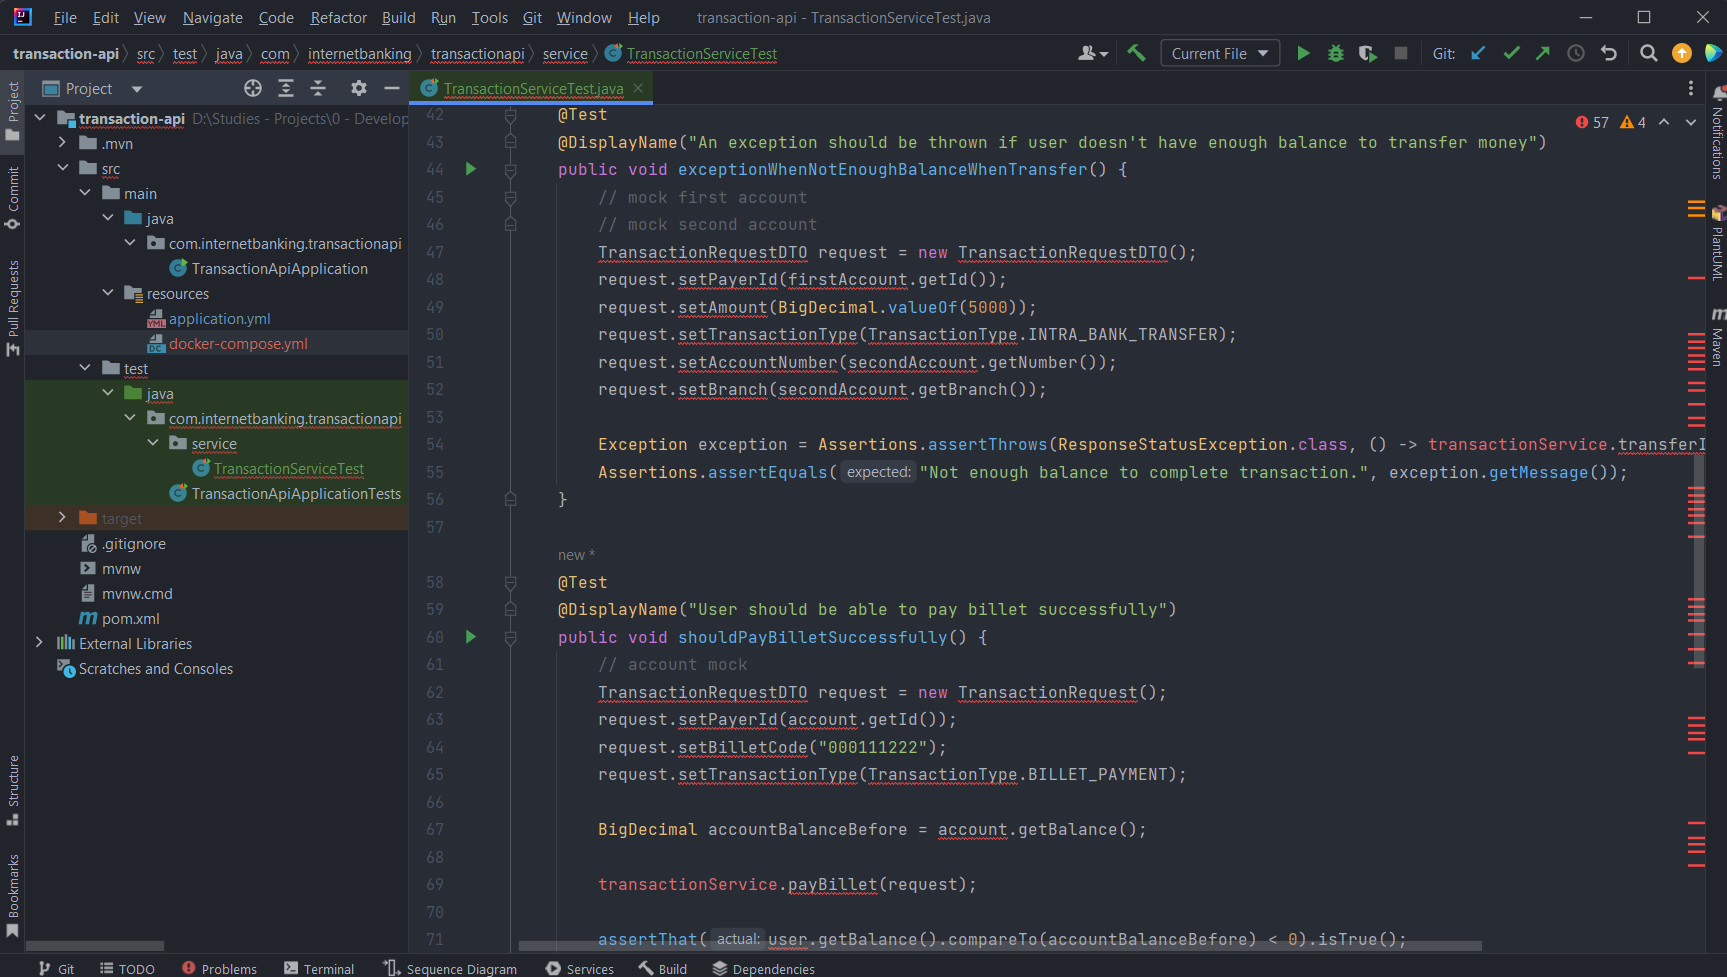 File Edit View Navigate Code Refactor Build Run Tools Git Window Help transaction-api - TransactionServiceTest.java
transaction-api src test java com internetbanking transactionapi service TransactionServiceTest Current File Git:
Project
TransactionServiceTest.java
transaction-api D:\Studies - Projects\0 - Develop
.mvn
src
main
java
com.internetbanking.transactionapi
TransactionApiApplication
resources
application.yml
docker-compose.yml
test
java
com.internetbanking.transactionapi
service
TransactionServiceTest
TransactionApiApplicationTests
target
.gitignore
mvnw
mvnw.cmd
pom.xml
External Libraries
Scratches and Consoles
Project
Commit
Pull Requests
Structure
Bookmarks
57 4
42 @Test
43 @DisplayName("An exception should be thrown if user doesn't have enough balance to transfer money")
44 public void exceptionWhenNotEnoughBalanceWhenTransfer() {
45 // mock first account
46 // mock second account
47 TransactionRequestDTO request = new TransactionRequestDTO();
48 request.setPayerId(firstAccount.getId());
49 request.setAmount(BigDecimal.valueOf(5000));
50 request.setTransactionType(TransactionType.INTRA_BANK_TRANSFER);
51 request.setAccountNumber(secondAccount.getNumber());
52 request.setBranch(secondAccount.getBranch());
53
54 Exception exception = Assertions.assertThrows(ResponseStatusException.class, () -> transactionService.transferI
55 Assertions.assertEquals( expected: "Not enough balance to complete transaction.", exception.getMessage());
56 }
57
new *
58 @Test
59 @DisplayName("User should be able to pay billet successfully")
60 public void shouldPayBilletSuccessfully() {
61 // account mock
62 TransactionRequestDTO request = new TransactionRequest();
63 request.setPayerId(account.getId());
64 request.setBilletCode("000111222");
65 request.setTransactionType(TransactionType.BILLET_PAYMENT);
66
67 BigDecimal accountBalanceBefore = account.getBalance();
68
69 transactionService.payBillet(request);
70
71 assertThat( actual: user.getBalance().compareTo(accountBalanceBefore) < 0).isTrue();
Notifications
PlantUML
Maven
Git TODO Problems Terminal Sequence Diagram Services Build Dependencies